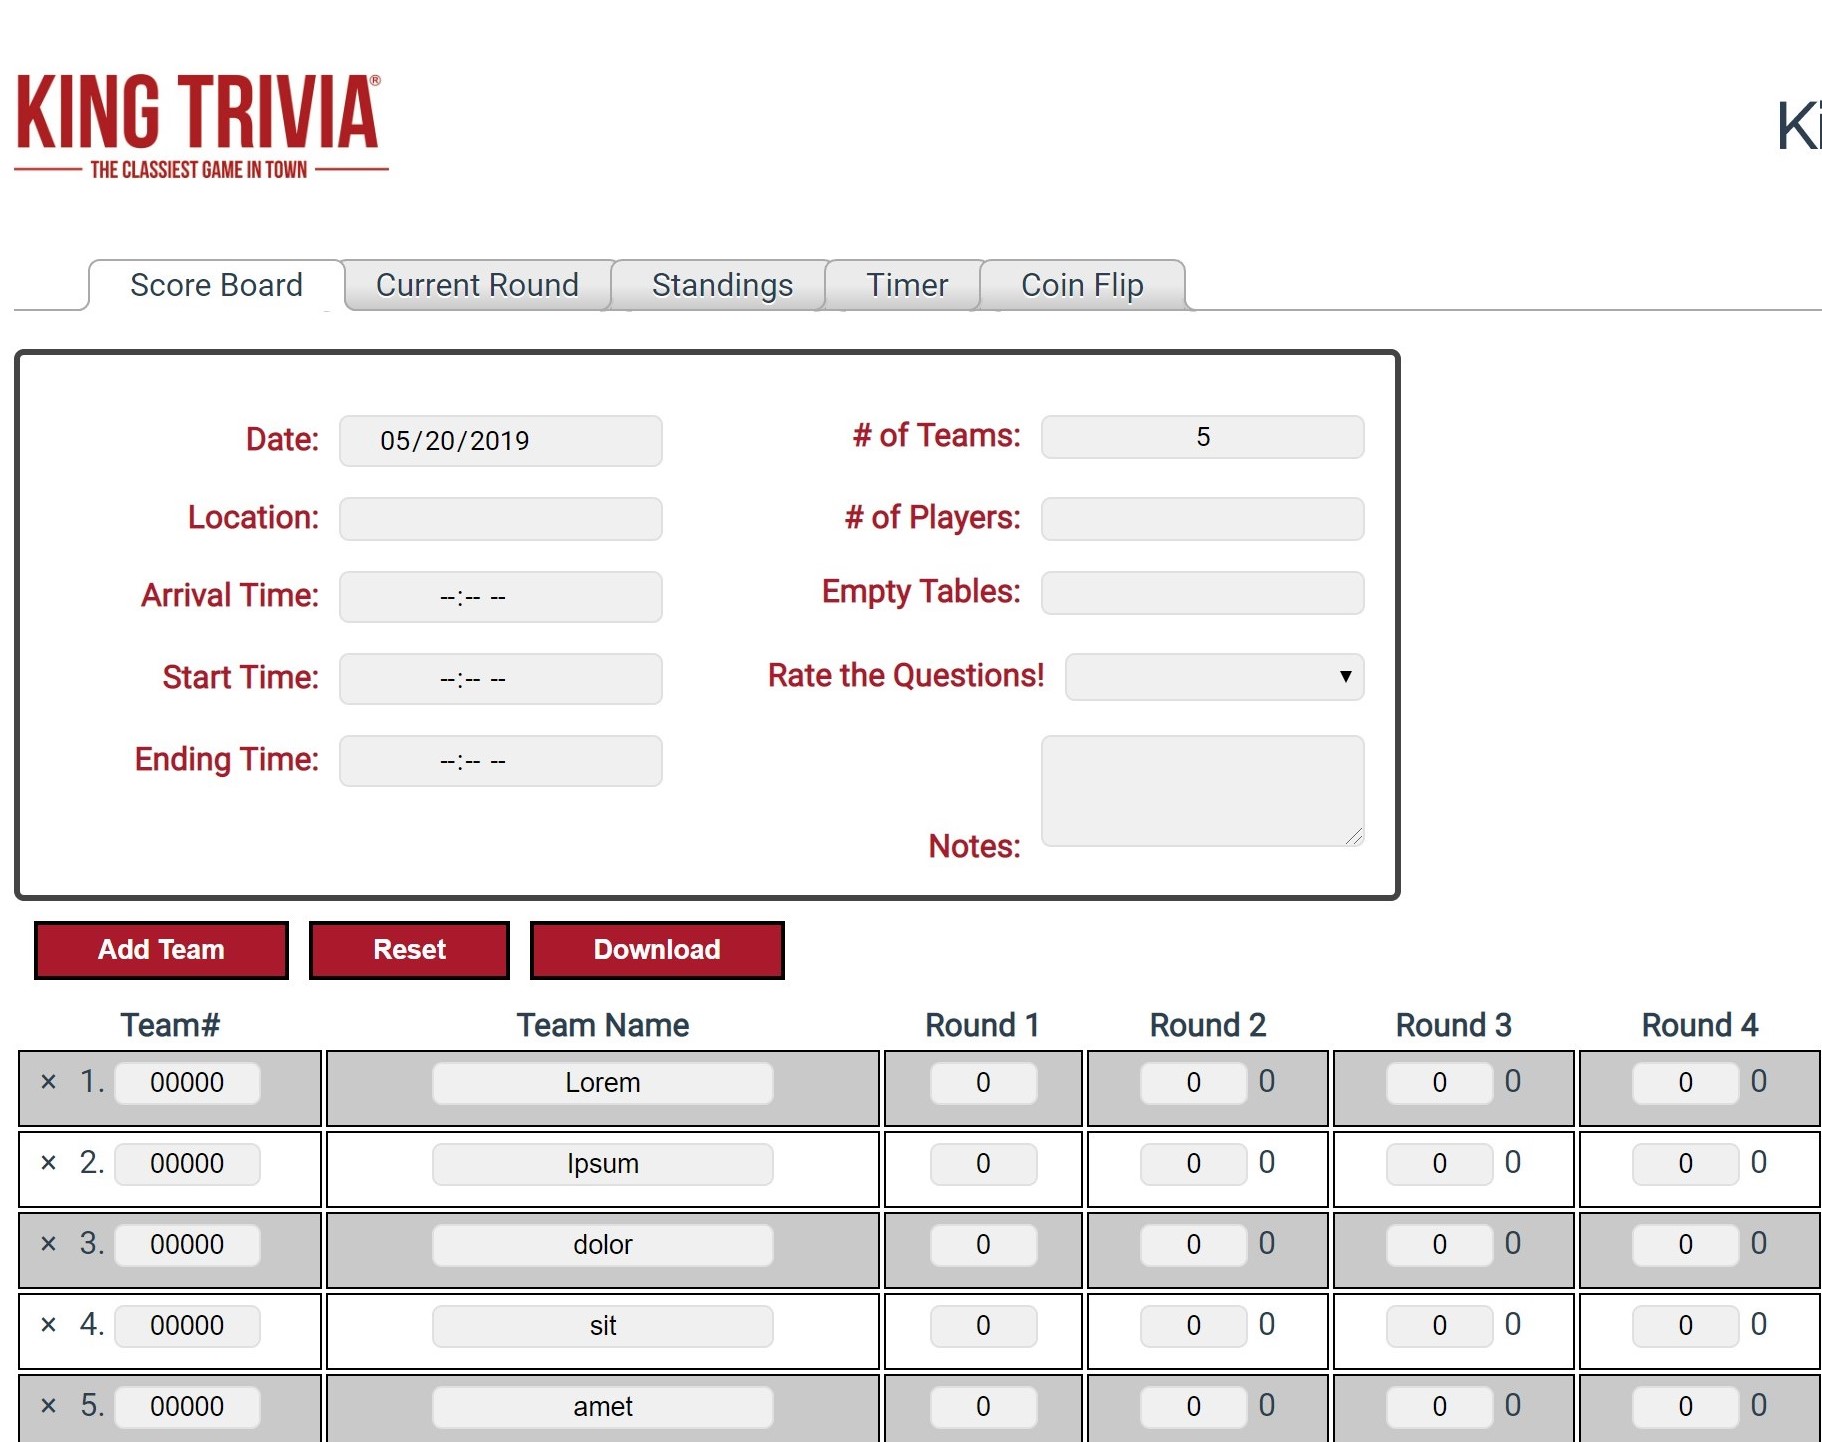 KING TRIVIA®
THE CLASSIEST GAME IN TOWN
Ki
Score Board Current Round Standings Timer Coin Flip
Date: 05/20/2019 # of Teams: 5
Location: # of Players:
Arrival Time: --:-- -- Empty Tables:
Start Time: --:-- -- Rate the Questions! ▼
Ending Time: --:-- --
Notes:
Add Team Reset Download
Team# Team Name Round 1 Round 2 Round 3 Round 4
× 1. 00000 Lorem 0 0 0 0 0 0 0
× 2. 00000 Ipsum 0 0 0 0 0 0 0
× 3. 00000 dolor 0 0 0 0 0 0 0
× 4. 00000 sit 0 0 0 0 0 0 0
× 5. 00000 amet 0 0 0 0 0 0 0